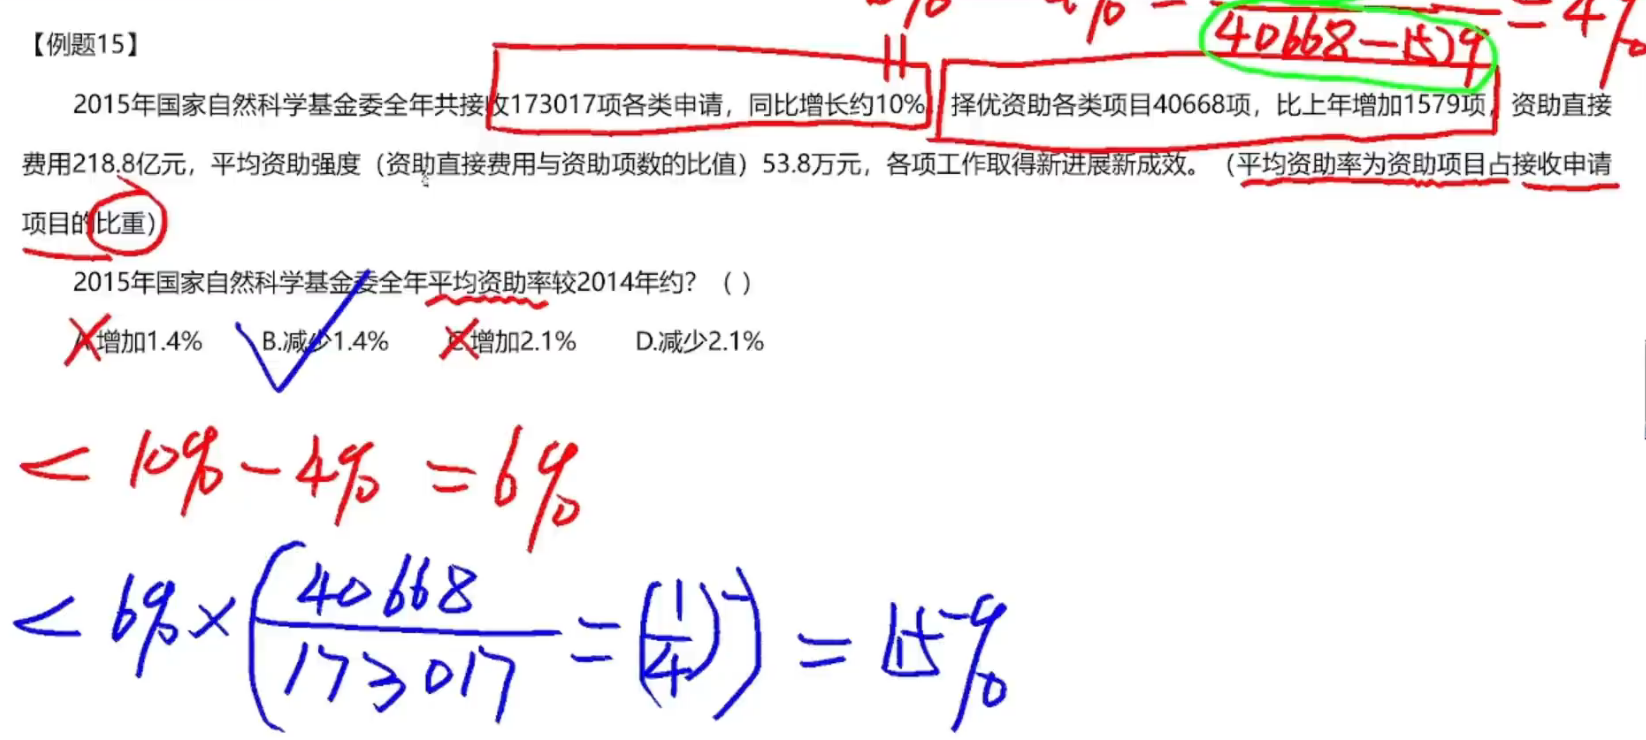 % - 4% = = 4%
40668-1579
【例题15】
2015年国家自然科学基金委全年共接收173017项各类申请，同比增长约10%，择优资助各类项目40668项，比上年增加1579项，资助直接
费用218.8亿元，平均资助强度（资助直接费用与资助项数的比值）53.8万元，各项工作取得新进展新成效。（平均资助率为资助项目占接收申请
项目的比重）
2015年国家自然科学基金委全年平均资助率较2014年约？（ ）
A.增加1.4% B.减少1.4% C.增加2.1% D.减少2.1%
< 10% - 4% = 6%
< 6% × (40668/173017 = (1/4)⁻) = 1.5⁻%